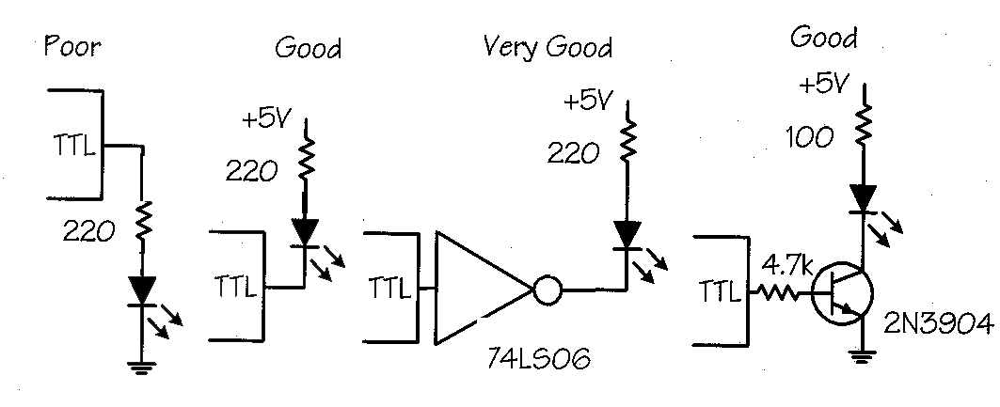 Poor
TTL
220
Good
+5V
220
TTL
Very Good
+5V
220
TTL
74LS06
Good
+5V
100
4.7k
TTL
2N3904